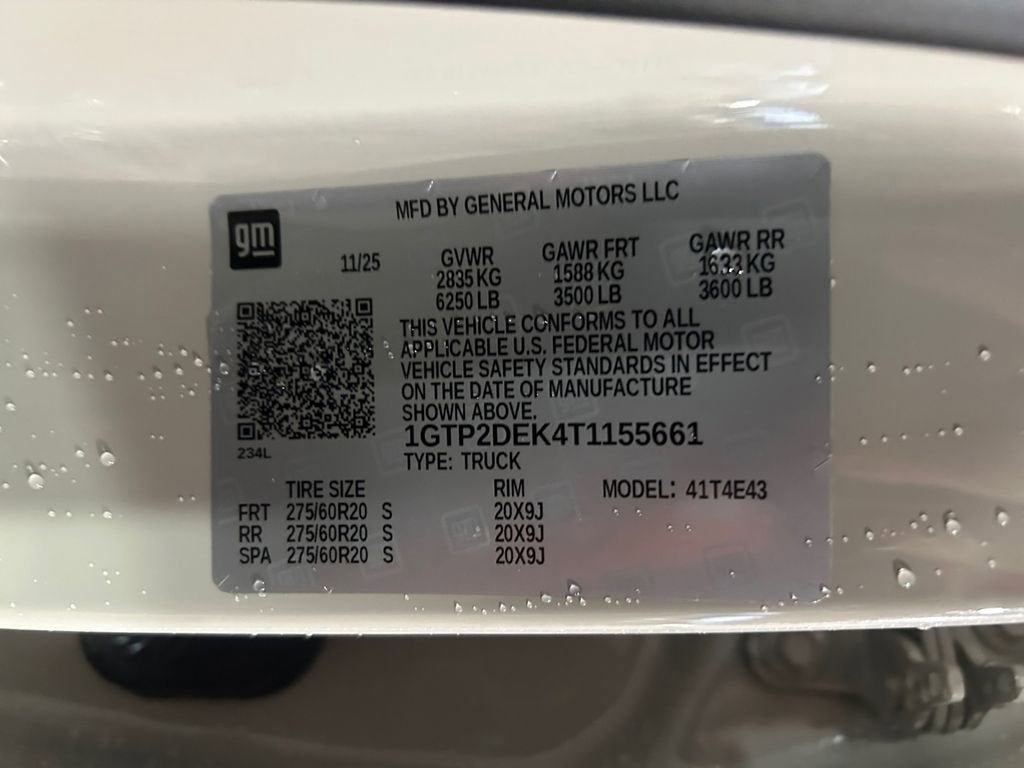 MFD BY GENERAL MOTORS LLC
gm
11/25 GVWR GAWR FRT GAWR RR
2835 KG 1588 KG 1633 KG
6250 LB 3500 LB 3600 LB
THIS VEHICLE CONFORMS TO ALL
APPLICABLE U.S. FEDERAL MOTOR
VEHICLE SAFETY STANDARDS IN EFFECT
ON THE DATE OF MANUFACTURE
SHOWN ABOVE.
1GTP2DEK4T1155661
234L
TYPE: TRUCK
TIRE SIZE RIM MODEL: 41T4E43
FRT 275/60R20 S 20X9J
RR 275/60R20 S 20X9J
SPA 275/60R20 S 20X9J